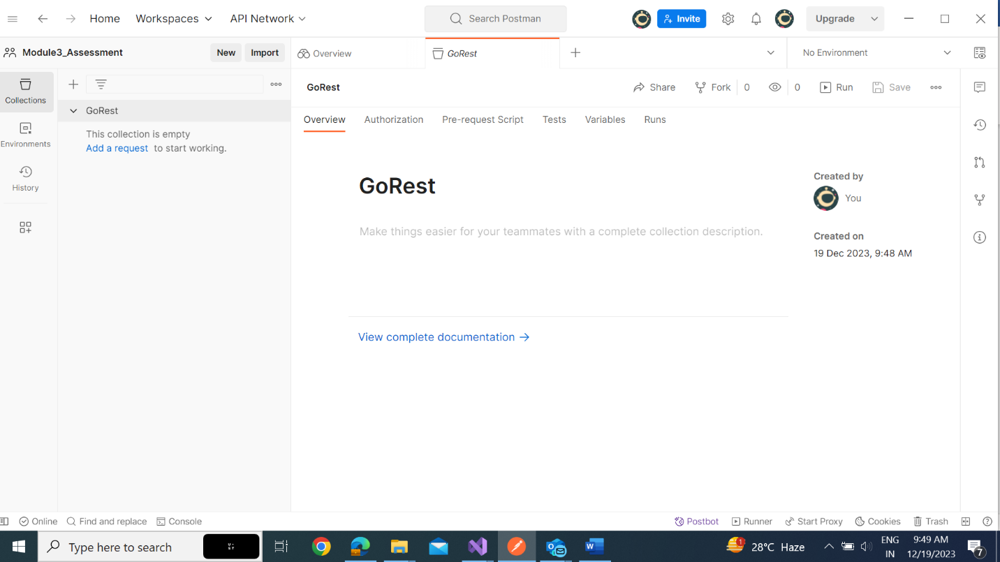 Home Workspaces API Network Search Postman Invite Upgrade
Module3_Assessment New Import Overview GoRest No Environment
GoRest Share Fork 0 0 Run Save
Collections
GoRest
Overview Authorization Pre-request Script Tests Variables Runs
This collection is empty
Add a request to start working.
Environments
History
GoRest
Created by
You
Make things easier for your teammates with a complete collection description.
Created on
19 Dec 2023, 9:48 AM
View complete documentation →
Online Find and replace Console Postbot Runner Start Proxy Cookies Trash
Type here to search 1 28°C Haze ENG
IN
9:49 AM
12/19/2023
7